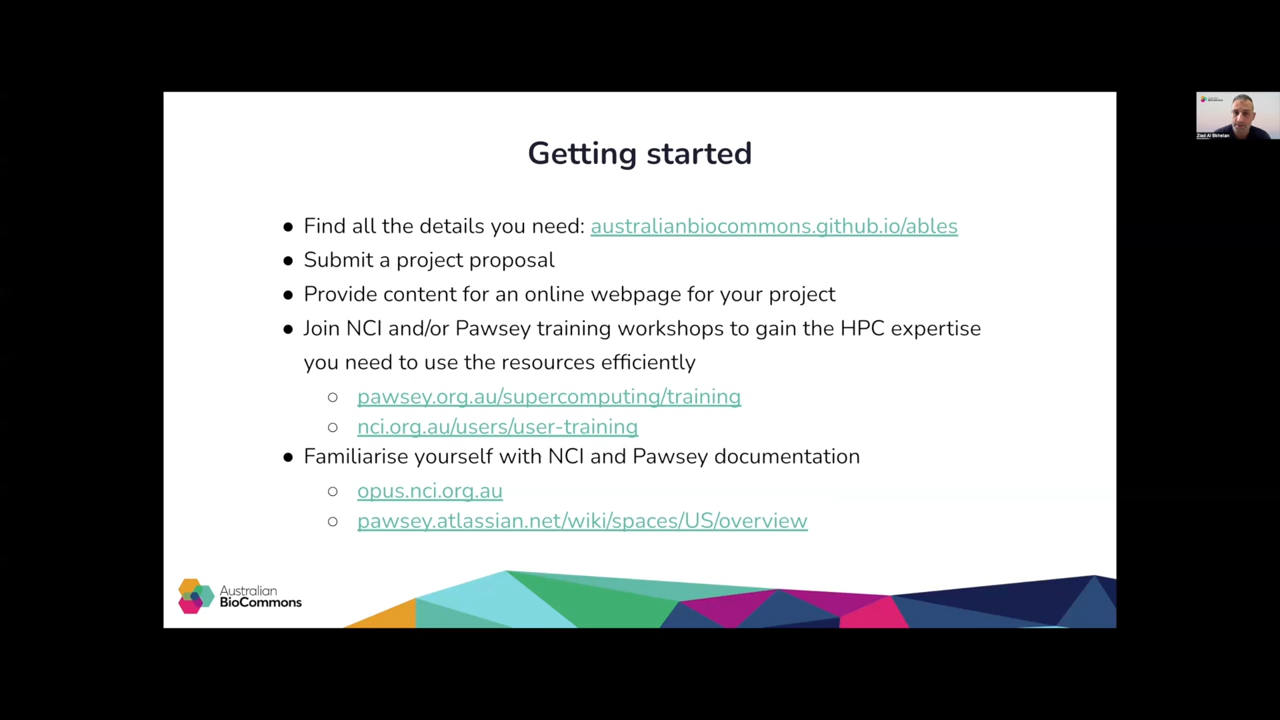 Getting started
● Find all the details you need: australianbiocommons.github.io/ables
● Submit a project proposal
● Provide content for an online webpage for your project
● Join NCI and/or Pawsey training workshops to gain the HPC expertise
you need to use the resources efficiently
○ pawsey.org.au/supercomputing/training
○ nci.org.au/users/user-training
● Familiarise yourself with NCI and Pawsey documentation
○ opus.nci.org.au
○ pawsey.atlassian.net/wiki/spaces/US/overview
Australian
BioCommons
Ziad Al Bkhetan